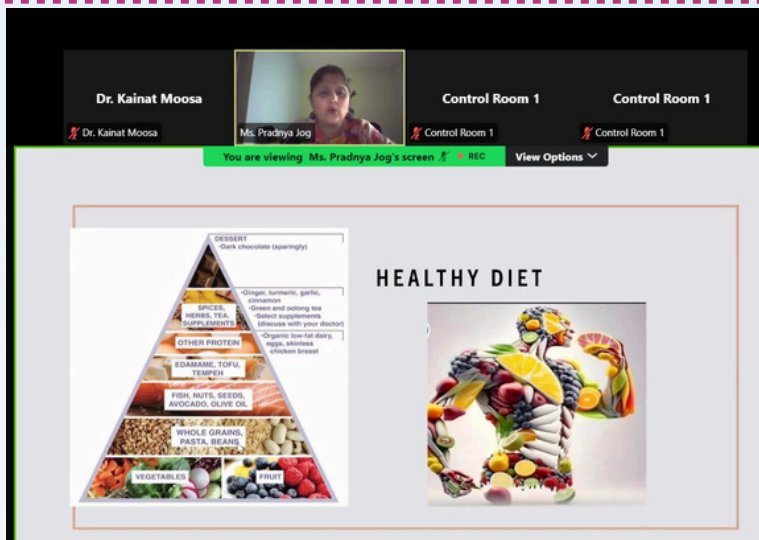 Dr. Kainat Moosa
Control Room 1
Control Room 1
Dr. Kainat Moosa
Ms. Pradnya Jog
Control Room 1
Control Room 1
You are viewing Ms. Pradnya Jog's screen
REC
View Options
DESSERT
•Dark chocolate (sparingly)
SPICES,
HERBS, TEA,
SUPPLEMENTS
•Ginger, turmeric, garlic,
cinnamon
•Green and oolong tea
•Select supplements
(discuss with your doctor)
OTHER PROTEIN
•Organic low-fat dairy,
eggs, skinless
chicken breast
EDAMAME, TOFU,
TEMPEH
FISH, NUTS, SEEDS,
AVOCADO, OLIVE OIL
WHOLE GRAINS,
PASTA, BEANS
VEGETABLES
FRUIT
HEALTHY DIET